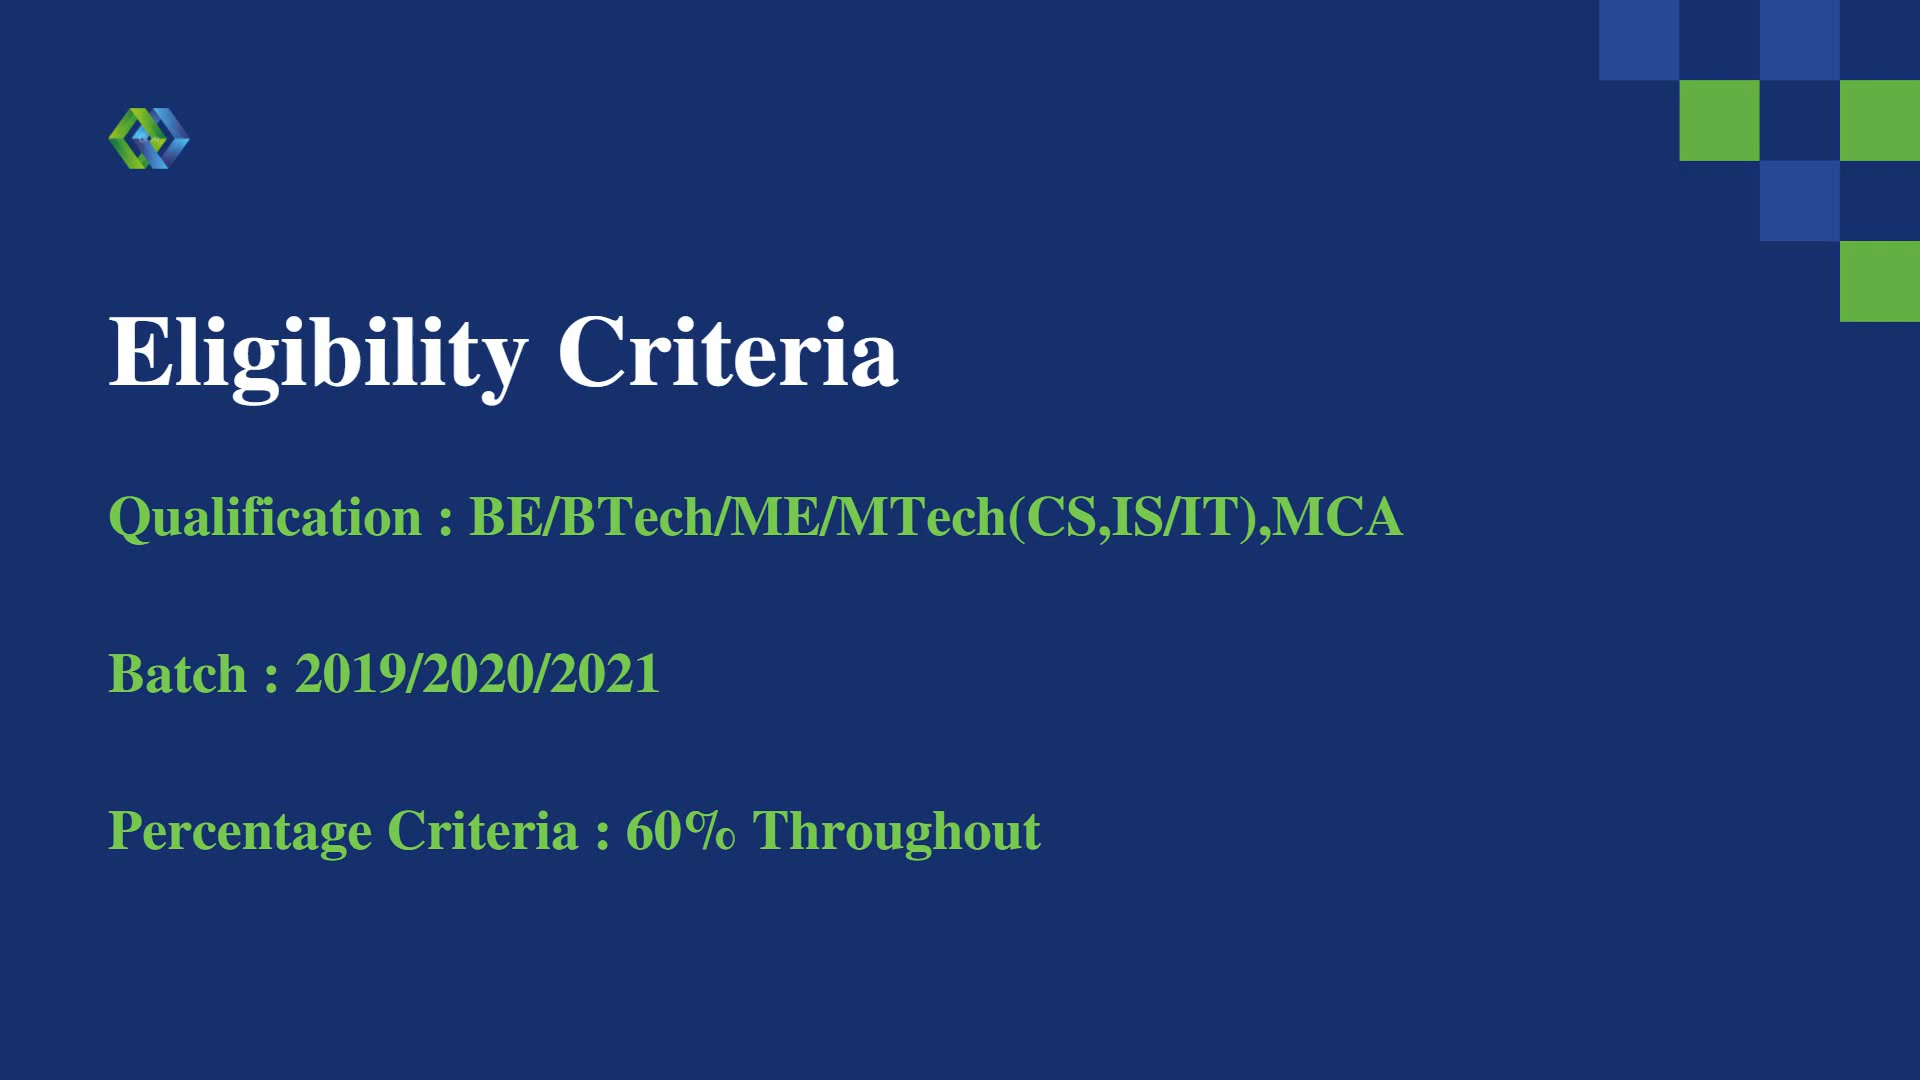 Eligibility Criteria
Qualification : BE/BTech/ME/MTech(CS,IS/IT),MCA
Batch : 2019/2020/2021
Percentage Criteria : 60% Throughout